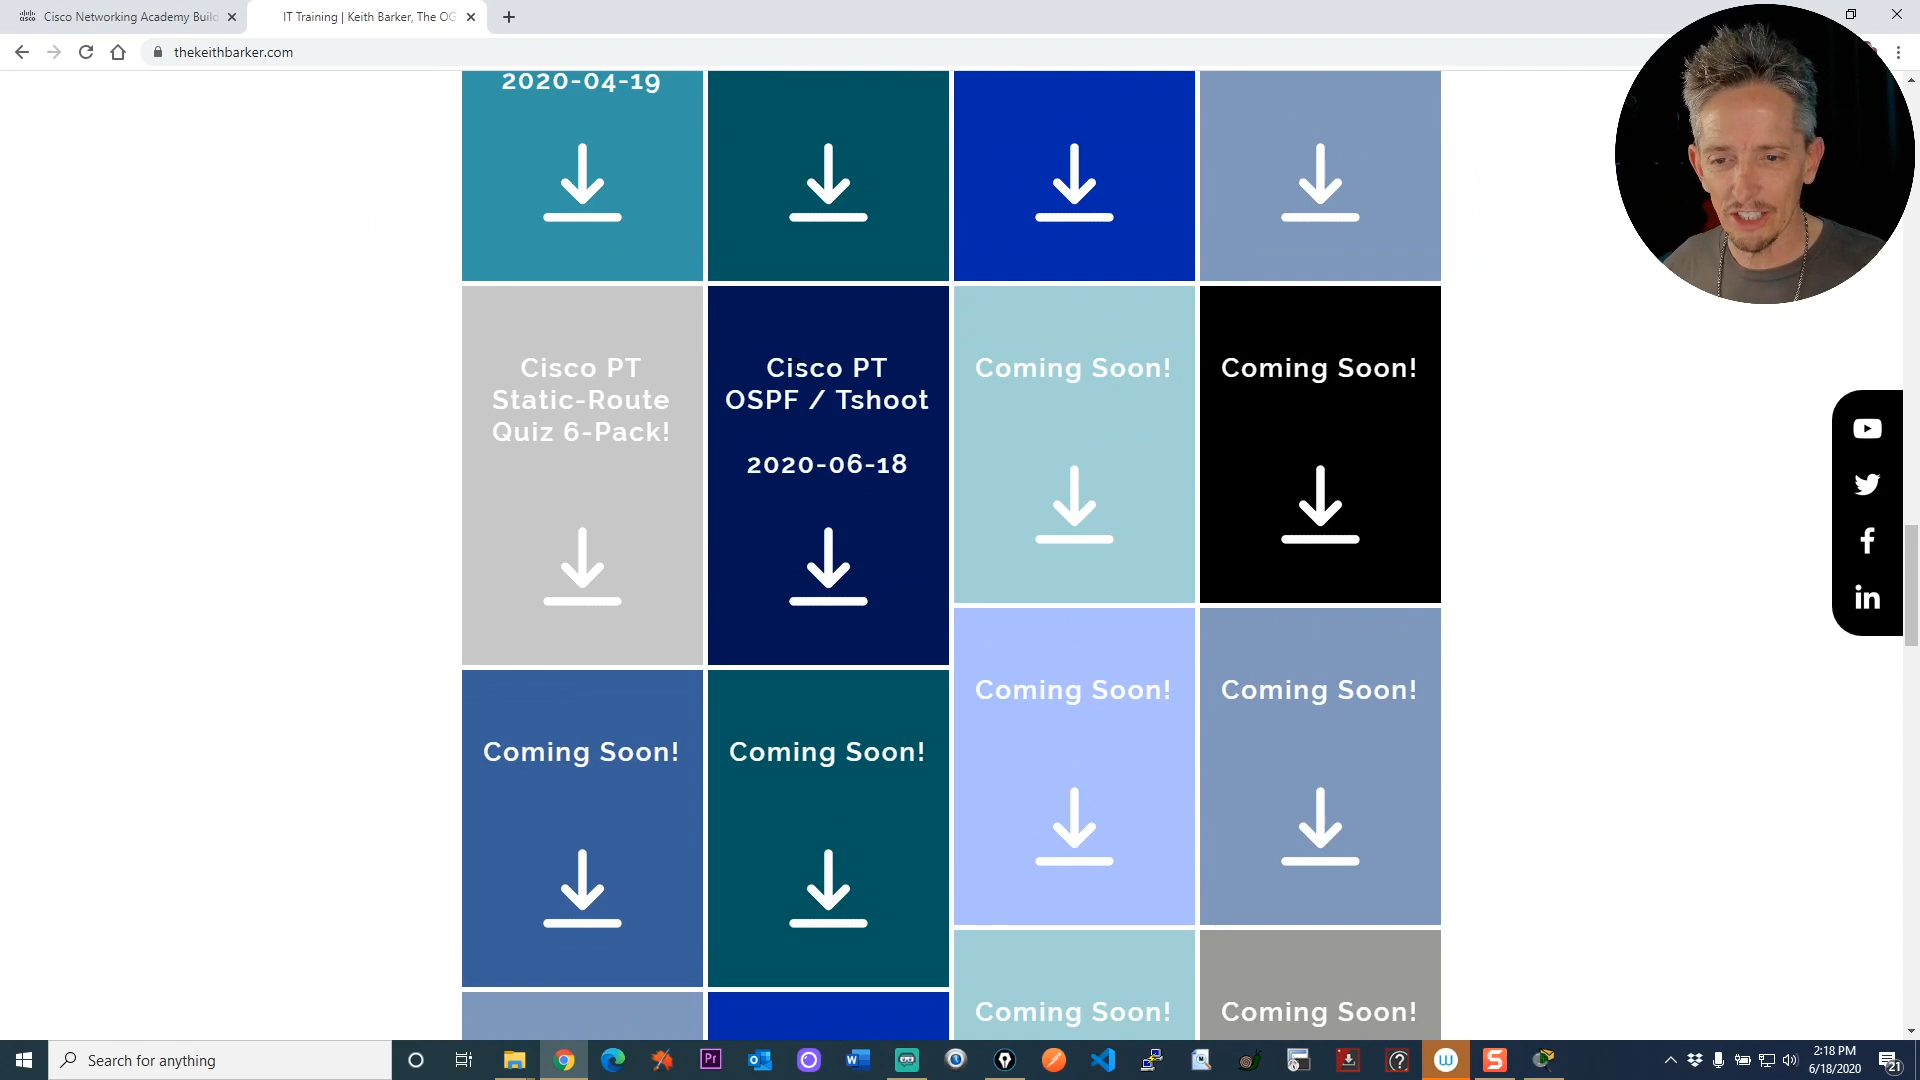 Cisco Networking Academy Buil
IT Training | Keith Barker, The OG
thekeithbarker.com
2020-04-19
Cisco PT
Static-Route
Quiz 6-Pack!
Cisco PT
OSPF / Tshoot
2020-06-18
Coming Soon!
Coming Soon!
Coming Soon!
Coming Soon!
Coming Soon!
Coming Soon!
Coming Soon!
Coming Soon!
Search for anything
2:18 PM
6/18/2020
21